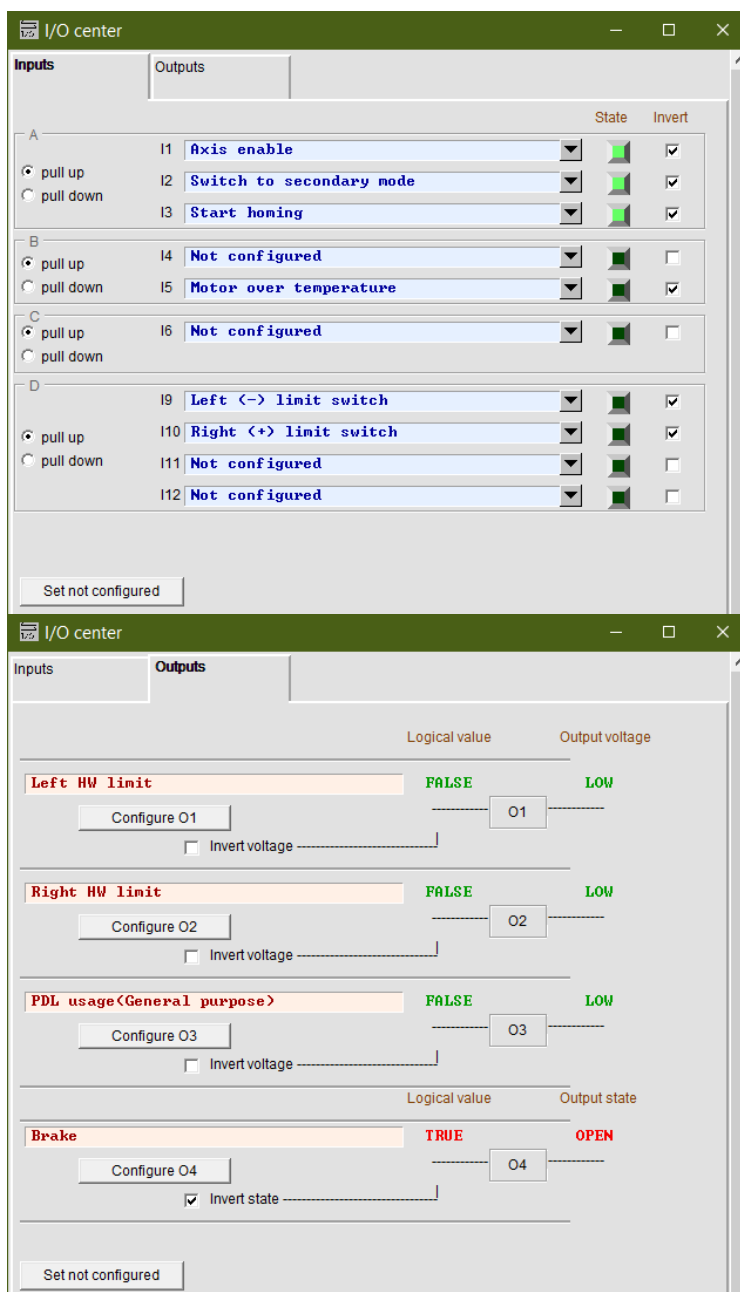 I/O center
Inputs Outputs
State Invert
A
I1 Axis enable
pull up
I2 Switch to secondary mode
pull down
I3 Start homing
B
I4 Not configured
pull up
pull down
I5 Motor over temperature
C
pull up
I6 Not configured
pull down
D
I9 Left (-) limit switch
pull up
I10 Right (+) limit switch
pull down
I11 Not configured
I12 Not configured
Set not configured
I/O center
Inputs Outputs
Logical value Output voltage
Left HW limit FALSE LOW
Configure O1 O1
Invert voltage
Right HW limit FALSE LOW
Configure O2 O2
Invert voltage
PDL usage(General purpose) FALSE LOW
Configure O3 O3
Invert voltage
Logical value Output state
Brake TRUE OPEN
Configure O4 O4
Invert state
Set not configured